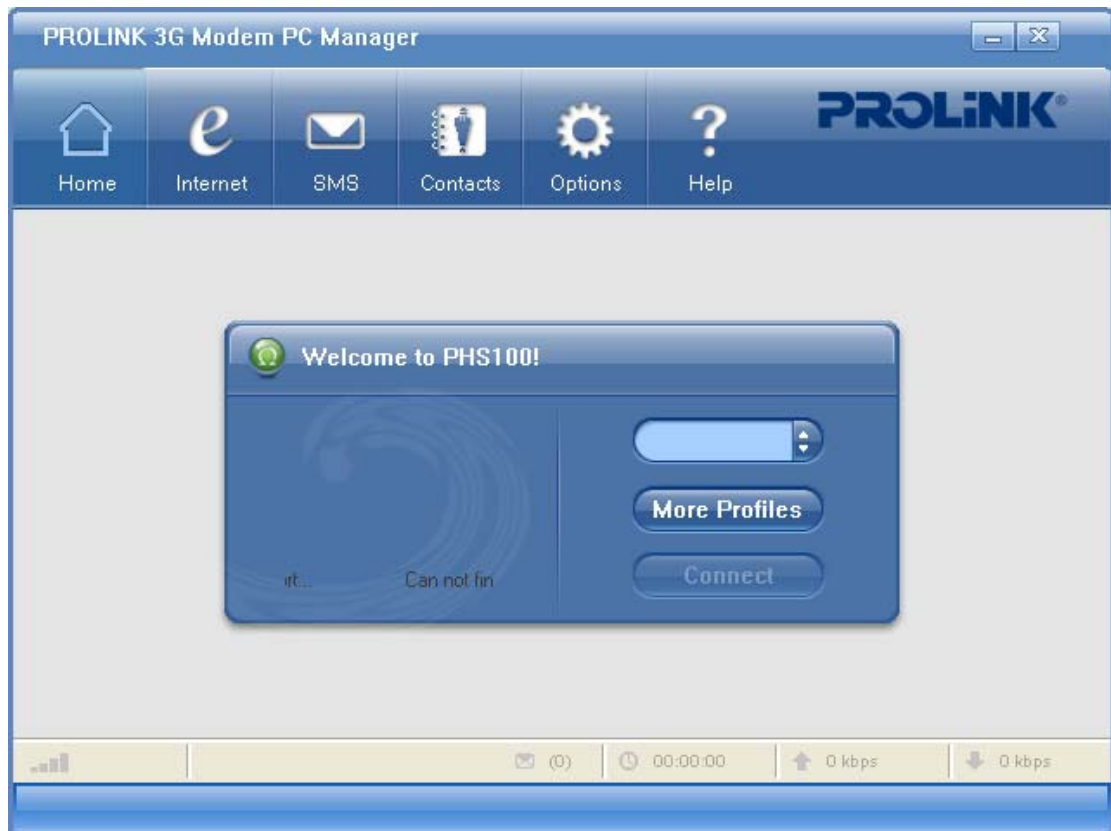 PROLINK 3G Modem PC Manager
PROLiNK®
Home Internet SMS Contacts Options Help
Welcome to PHS100!
More Profiles
rt... Can not fin
Connect
(0) 00:00:00 0 kbps 0 kbps